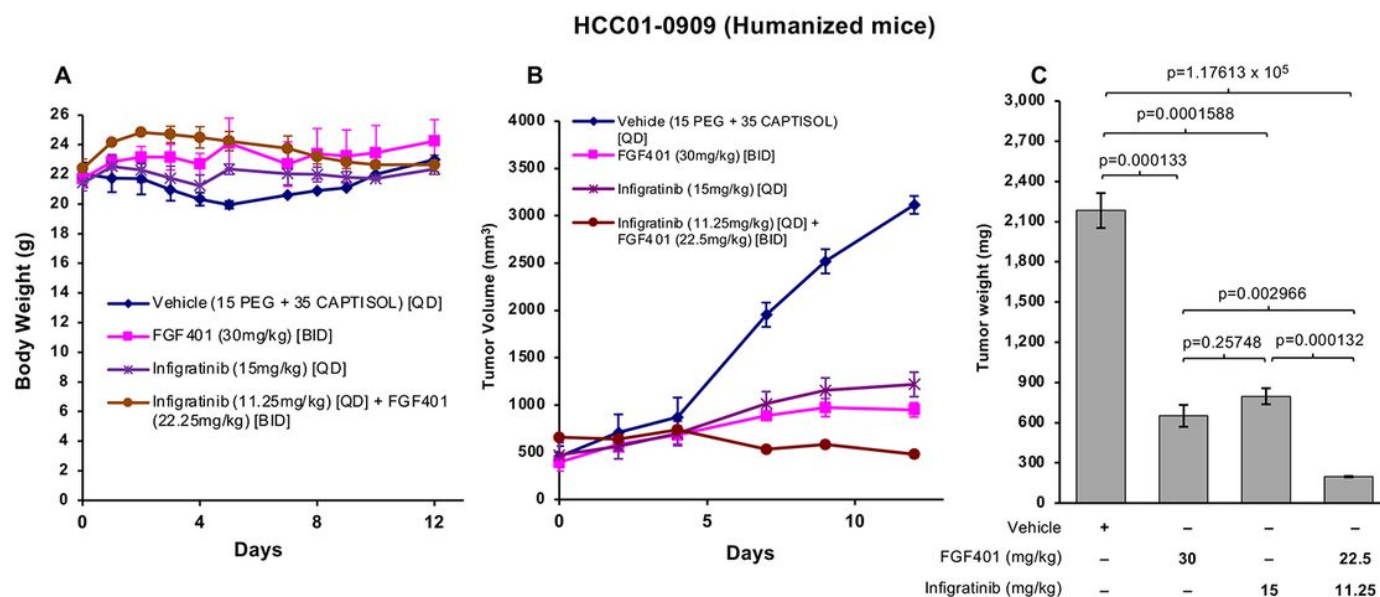 HCC01-0909 (Humanized mice)
A
Body Weight (g)
26
24
22
20
18
16
14
12
10
8
6
4
2
0
Vehicle (15 PEG + 35 CAPTISOL) [QD]
FGF401 (30mg/kg) [BID]
Infigratinib (15mg/kg) [QD]
Infigratinib (11.25mg/kg) [QD] + FGF401
(22.25mg/kg) [BID]
0 4 8 12
Days
B
Tumor Volume (mm³)
4000
3500
3000
2500
2000
1500
1000
500
0
Vehicle (15 PEG + 35 CAPTISOL)
[QD]
FGF401 (30mg/kg) [BID]
Infigratinib (15mg/kg) [QD]
Infigratinib (11.25mg/kg) [QD] +
FGF401 (22.5mg/kg) [BID]
0 5 10
Days
C
Tumor weight (mg)
3,000
2,700
2,400
2,100
1,800
1,500
1,200
900
600
300
0
p=1.17613 x 10⁵
p=0.0001588
p=0.000133
p=0.002966
p=0.25748
p=0.000132
Vehicle + – – –
FGF401 (mg/kg) – 30 – 22.5
Infigratinib (mg/kg) – – 15 11.25